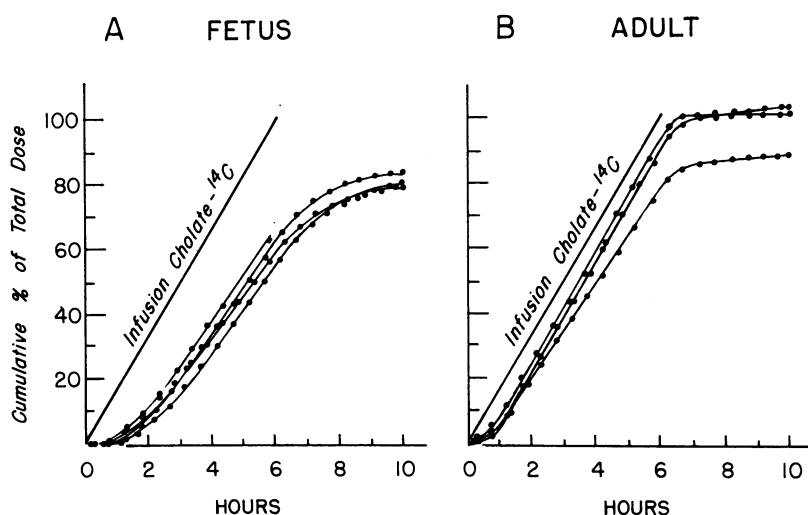 A FETUS
B ADULT
Cumulative % of Total Dose
100
80
60
40
20
Infusion Cholate-¹⁴C
0 2 4 6 8 10
HOURS
Infusion Cholate-¹⁴C
0 2 4 6 8 10
HOURS